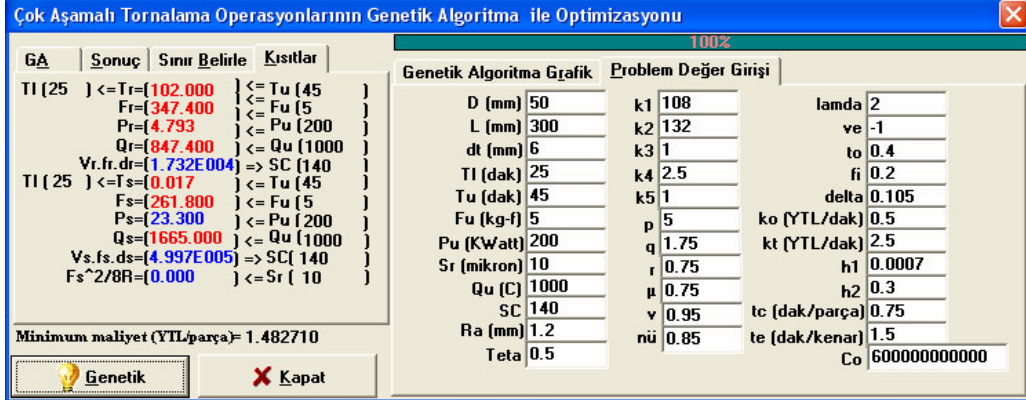 Çok Aşamalı Tornalama Operasyonlarının Genetik Algoritma ile Optimizasyonu
100%
GA Sonuç Sınır Belirle Kısıtlar
Genetik Algoritma Grafik Problem Değer Girişi
Tl (25 ) <=Tr=(102.000 ) <= Tu (45 )
Fr=(347.400 ) <= Fu (5 )
Pr=(4.793 ) <= Pu (200 )
Qr=(847.400 ) <= Qu (1000 )
Vr.fr.dr=(1.732E004) => SC (140 )
Tl ( 25 ) <=Ts=(0.017 ) <= Tu (45 )
Fs=(261.800 ) <= Fu (5 )
Ps=(23.300 ) <= Pu ( 200 )
Qs=(1665.000 ) <= Qu (1000 )
Vs.fs.ds=(4.997E005) => SC( 140 )
Fs^2/8R=(0.000 ) <=Sr ( 10 )
Minimum maliyet (YTL/parça)= 1.482710
Genetik Kapat
D (mm) 50
L (mm) 300
dt (mm) 6
Tl (dak) 25
Tu (dak) 45
Fu (kg-f) 5
Pu (KWatt) 200
Sr (mikron) 10
Qu (C) 1000
SC 140
Ra (mm) 1.2
Teta 0.5
k1 108
k2 132
k3 1
k4 2.5
k5 1
p 5
q 1.75
r 0.75
µ 0.75
v 0.95
nü 0.85
lamda 2
ve -1
to 0.4
fi 0.2
delta 0.105
ko (YTL/dak) 0.5
kt (YTL/dak) 2.5
h1 0.0007
h2 0.3
tc (dak/parça) 0.75
te (dak/kenar) 1.5
Co 600000000000